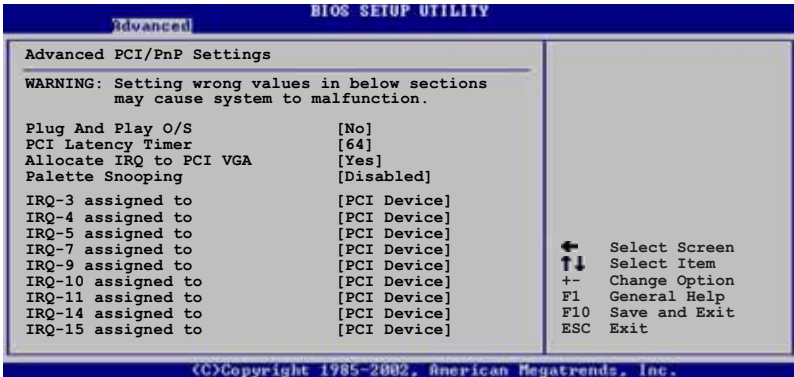 BIOS SETUP UTILITY
Advanced
Advanced PCI/PnP Settings
WARNING: Setting wrong values in below sections
may cause system to malfunction.
Plug And Play O/S [No]
PCI Latency Timer [64]
Allocate IRQ to PCI VGA [Yes]
Palette Snooping [Disabled]
IRQ-3 assigned to [PCI Device]
IRQ-4 assigned to [PCI Device]
IRQ-5 assigned to [PCI Device]
IRQ-7 assigned to [PCI Device]
IRQ-9 assigned to [PCI Device]
IRQ-10 assigned to [PCI Device]
IRQ-11 assigned to [PCI Device]
IRQ-14 assigned to [PCI Device]
IRQ-15 assigned to [PCI Device]
← Select Screen
↑↓ Select Item
+- Change Option
F1 General Help
F10 Save and Exit
ESC Exit
(C)Copyright 1985-2002, American Megatrends, Inc.